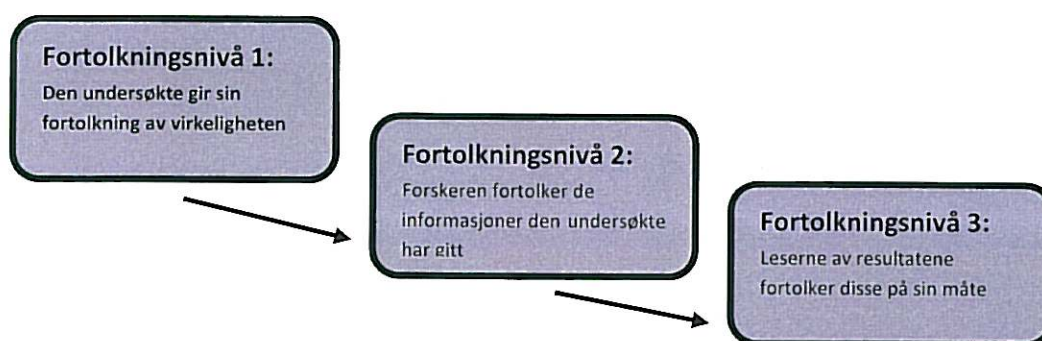 Fortolkningsnivå 1:
Den undersøkte gir sin
fortolkning av virkeligheten
Fortolkningsnivå 2:
Forskeren fortolker de
informasjoner den undersøkte
har gitt
Fortolkningsnivå 3:
Leserne av resultatene
fortolker disse på sin måte